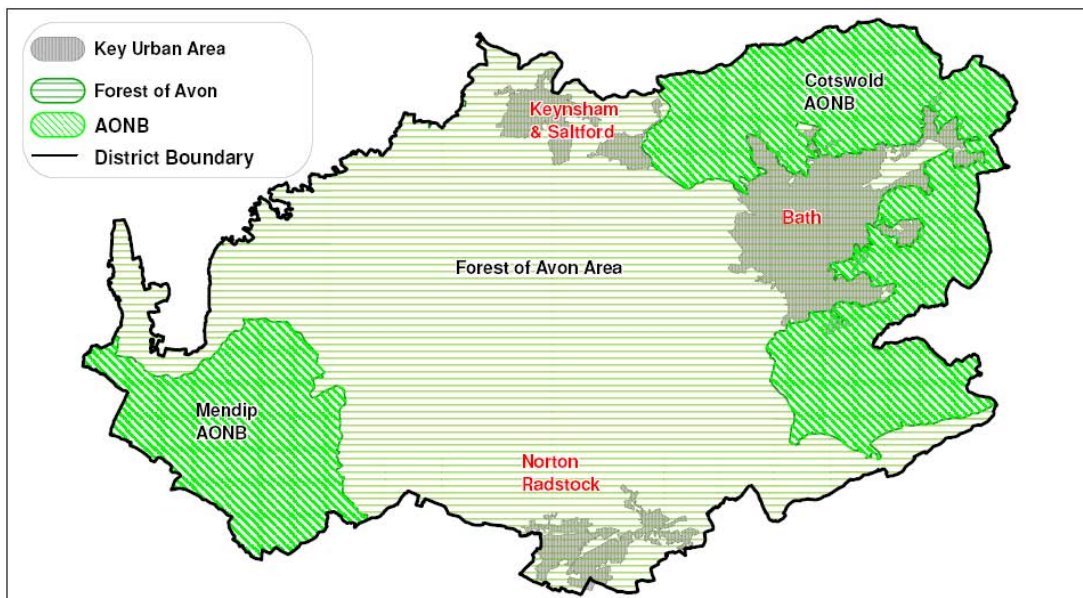 Key Urban Area
Forest of Avon
AONB
District Boundary
Cotswold
AONB
Keynsham
& Saltford
Bath
Forest of Avon Area
Mendip
AONB
Norton
Radstock